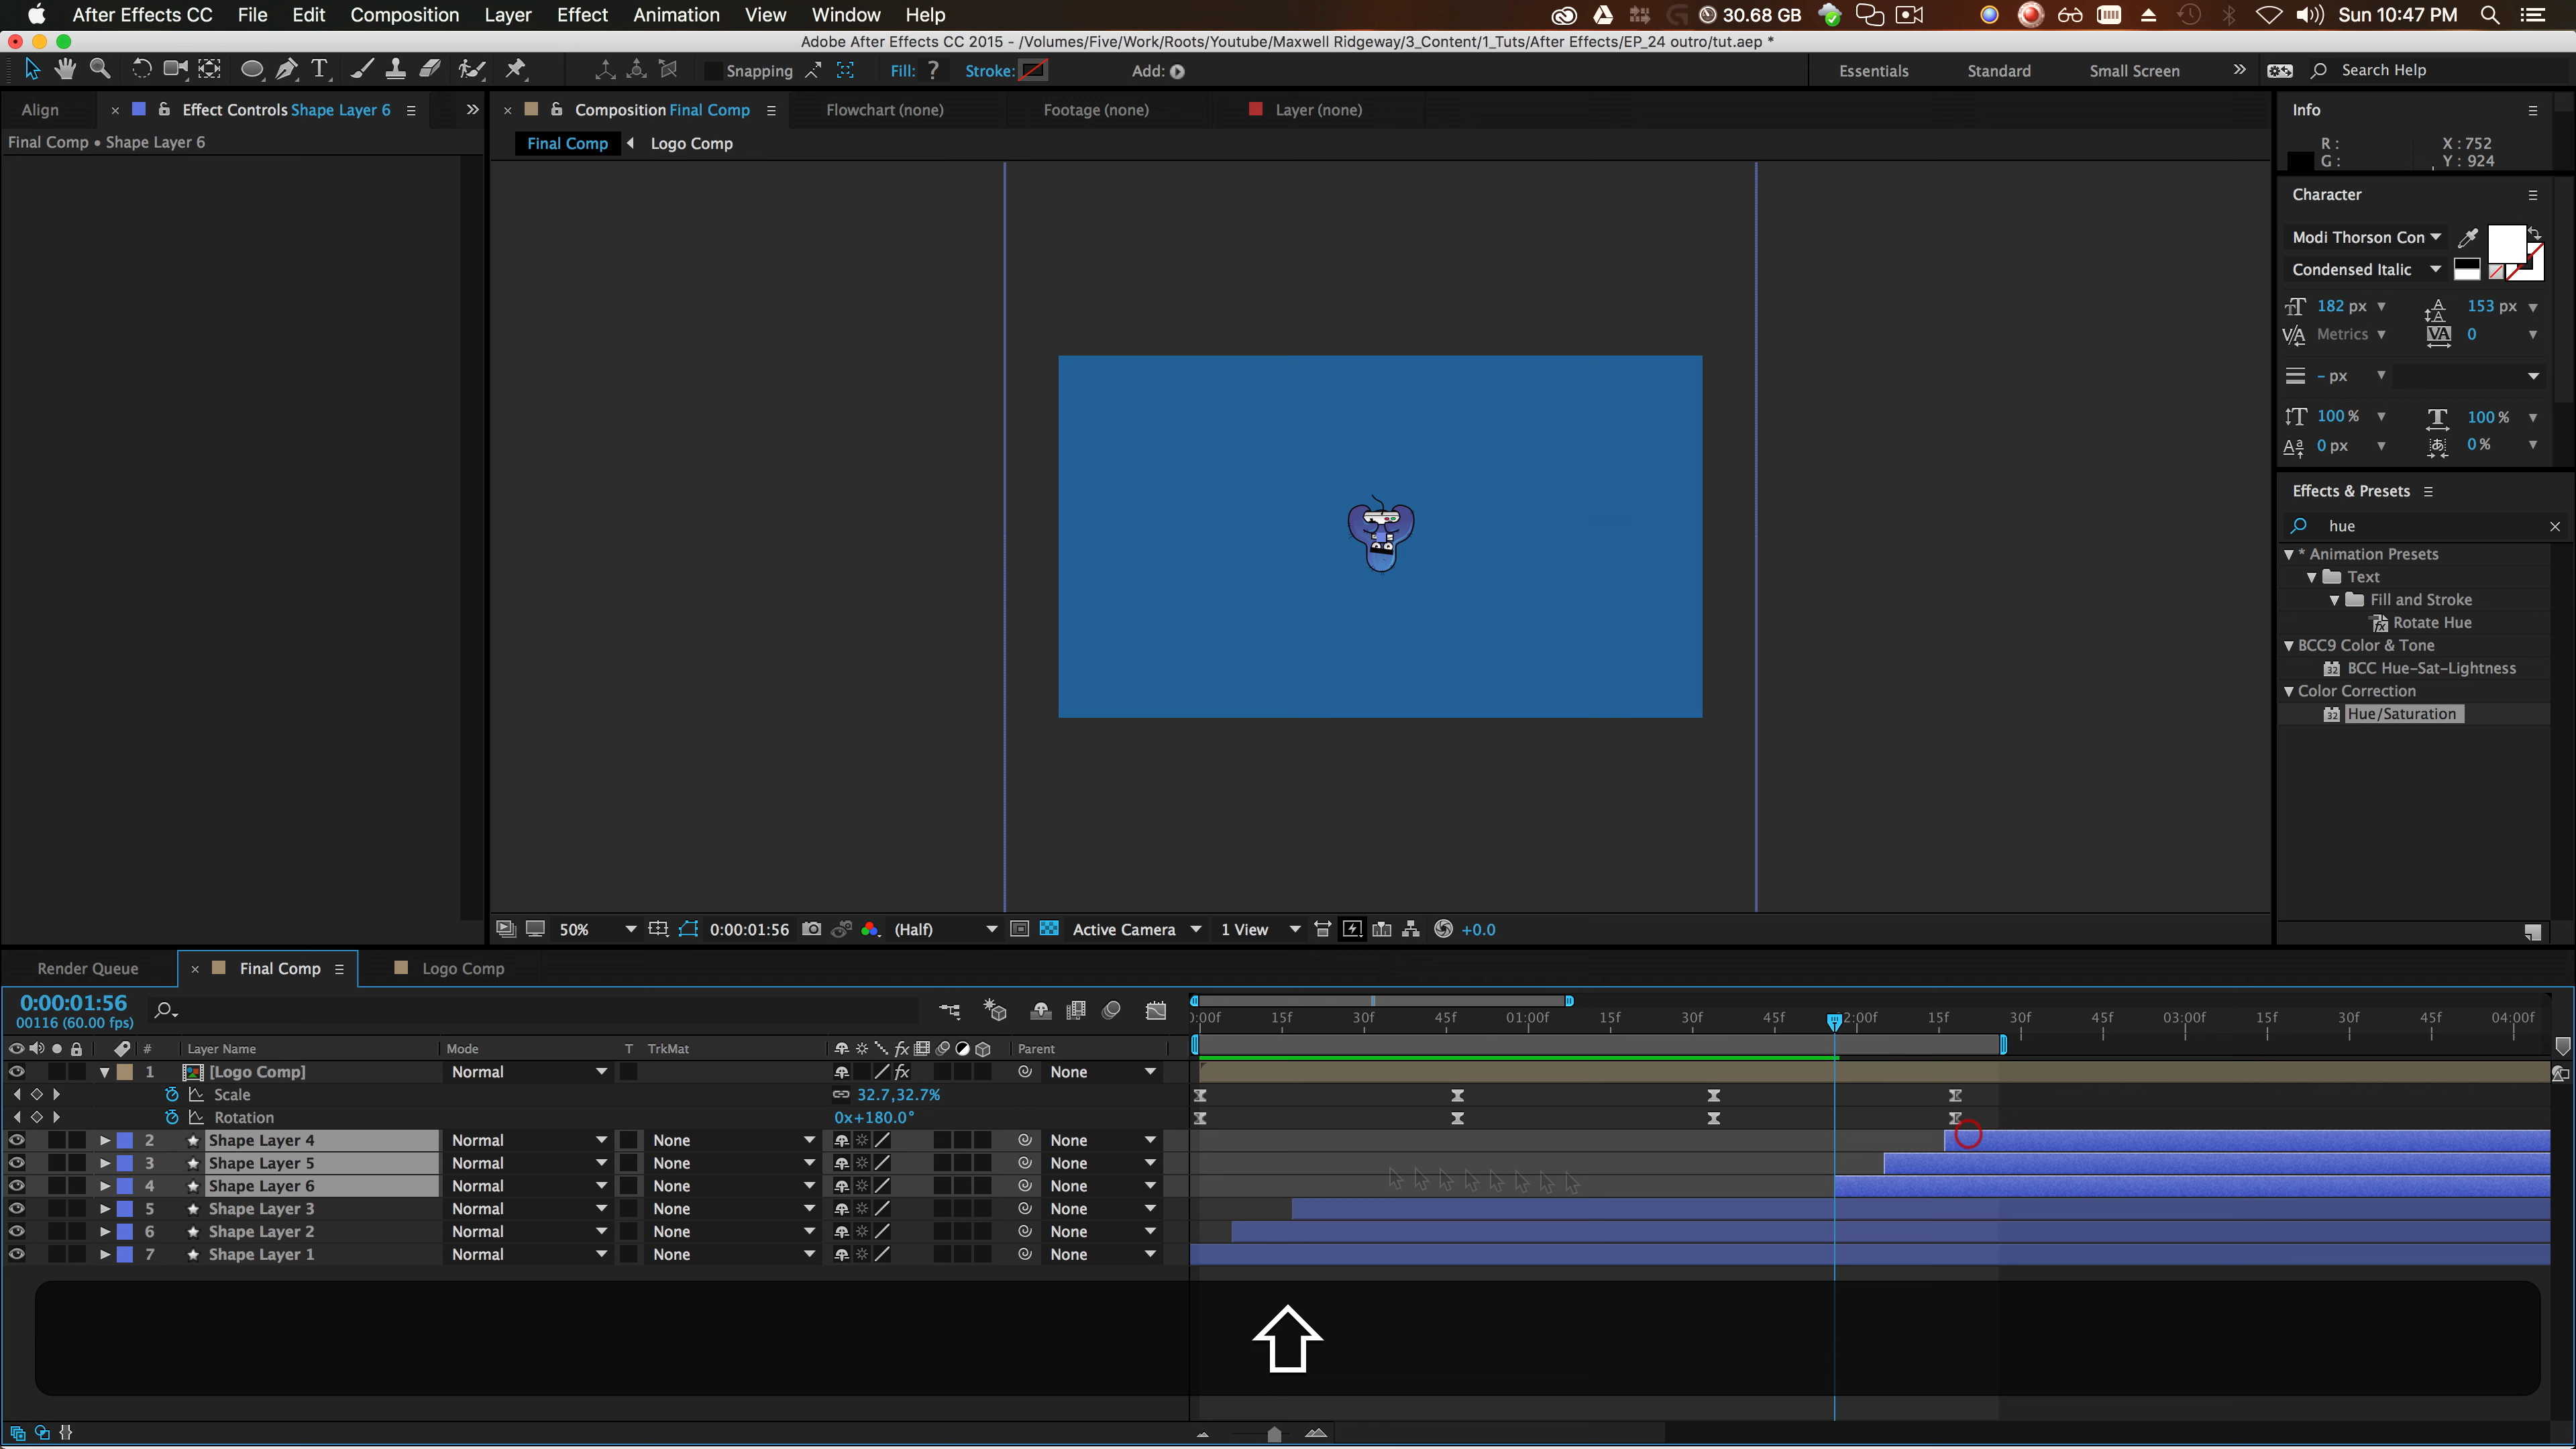 After Effects CC File Edit Composition Layer Effect Animation View Window Help 30.68 GB Sun 10:47 PM
Adobe After Effects CC 2015 - /Volumes/Five/Work/Roots/Youtube/Maxwell Ridgeway/3_Content/1_Tuts/After Effects/EP_24 outro/tut.aep *
Snapping Fill: ? Stroke: Add: Essentials Standard Small Screen Search Help
Align Effect Controls Shape Layer 6 Composition Final Comp Flowchart (none) Footage (none) Layer (none) Info
Final Comp • Shape Layer 6 Final Comp Logo Comp
R : X : 752
G : Y : 924
Character
Modi Thorson Con
Condensed Italic
182 px 153 px
Metrics 0
- px
100 % 100 %
0 px 0 %
Effects & Presets
hue
* Animation Presets
Text
Fill and Stroke
Rotate Hue
BCC9 Color & Tone
BCC Hue-Sat-Lightness
Color Correction
Hue/Saturation
50% 0:00:01:56 (Half) Active Camera 1 View +0.0
Render Queue Final Comp Logo Comp
0:00:01:56
00116 (60.00 fps)
):00f 15f 30f 45f 01:00f 15f 30f 45f 2:00f 15f 30f 45f 03:00f 15f 30f 45f 04:00f
# Layer Name Mode T TrkMat Parent
1 [Logo Comp] Normal None
Scale 32.7,32.7%
Rotation 0x+180.0°
2 Shape Layer 4 Normal None None
3 Shape Layer 5 Normal None None
4 Shape Layer 6 Normal None None
5 Shape Layer 3 Normal None None
6 Shape Layer 2 Normal None None
7 Shape Layer 1 Normal None None